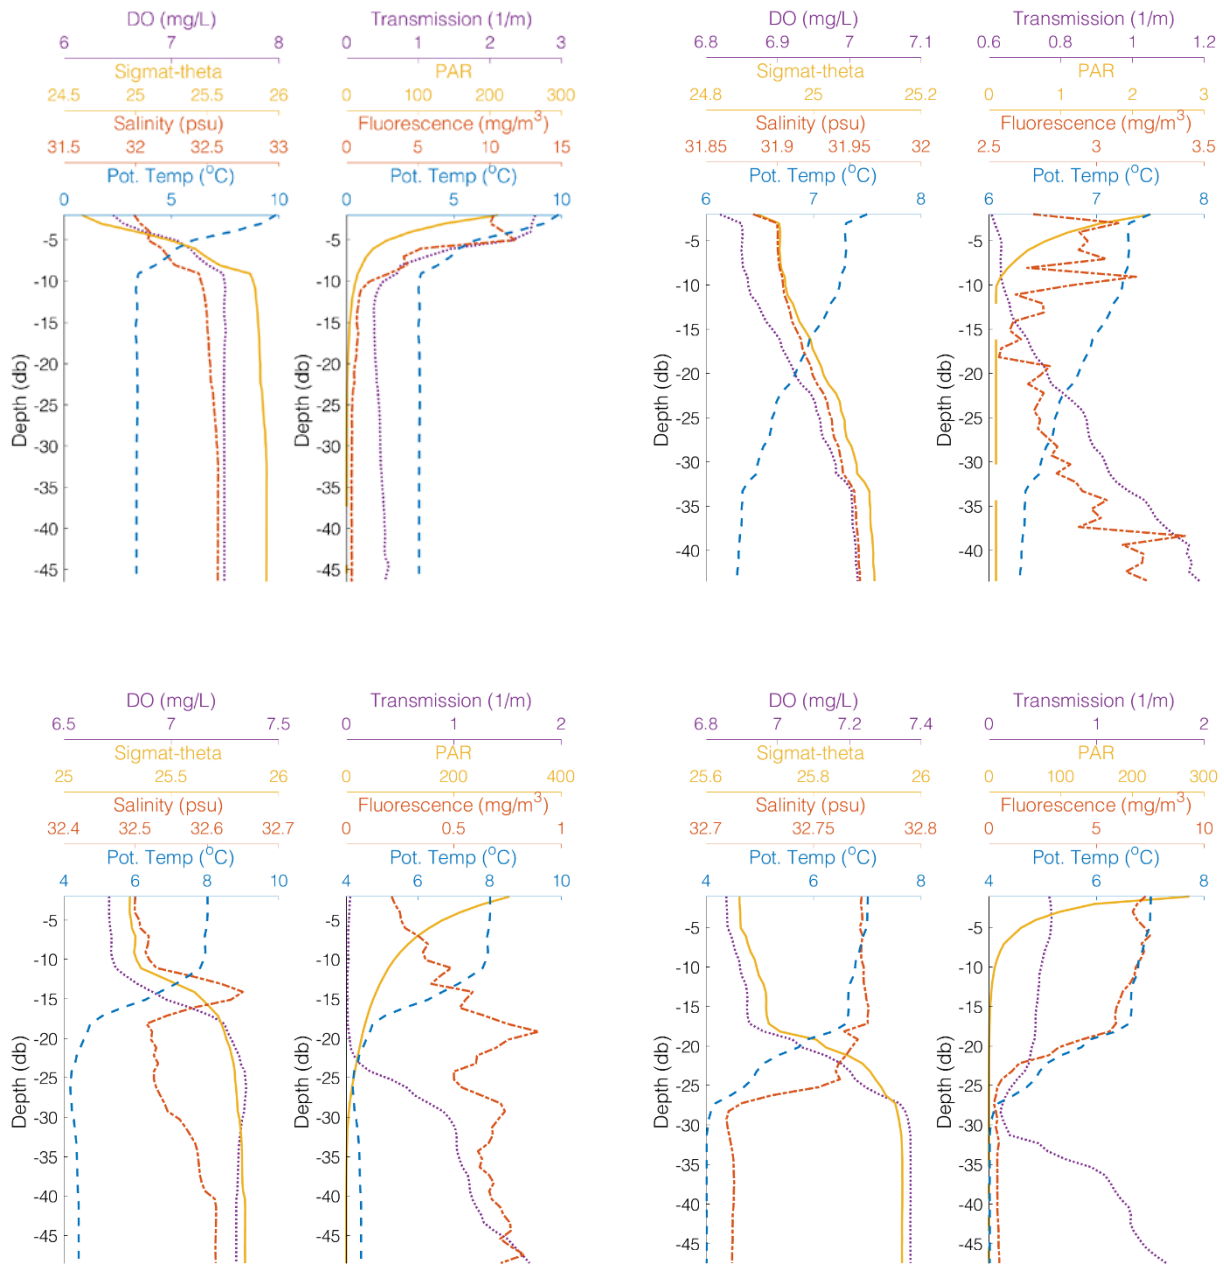 DO (mg/L)
6 7 8
Sigmat-theta
24.5 25 25.5 26
Salinity (psu)
31.5 32 32.5 33
Pot. Temp (°C)
0 5 10
Depth (db)
-5
-10
-15
-20
-25
-30
-35
-40
-45
Transmission (1/m)
0 1 2 3
PAR
0 100 200 300
Fluorescence (mg/m³)
0 5 10 15
Pot. Temp (°C)
0 5 10
Depth (db)
-5
-10
-15
-20
-25
-30
-35
-40
-45
DO (mg/L)
6.8 6.9 7 7.1
Sigmat-theta
24.8 25 25.2
Salinity (psu)
31.85 31.9 31.95 32
Pot. Temp (°C)
6 7 8
Depth (db)
-5
-10
-15
-20
-25
-30
-35
-40
Transmission (1/m)
0.6 0.8 1 1.2
PAR
0 1 2 3
Fluorescence (mg/m³)
2.5 3 3.5
Pot. Temp (°C)
6 7 8
Depth (db)
-5
-10
-15
-20
-25
-30
-35
-40
DO (mg/L)
6.5 7 7.5
Sigmat-theta
25 25.5 26
Salinity (psu)
32.4 32.5 32.6 32.7
Pot. Temp (°C)
4 6 8 10
Depth (db)
-5
-10
-15
-20
-25
-30
-35
-40
-45
Transmission (1/m)
0 1 2
PAR
0 200 400
Fluorescence (mg/m³)
0 0.5 1
Pot. Temp (°C)
4 6 8 10
Depth (db)
-5
-10
-15
-20
-25
-30
-35
-40
-45
DO (mg/L)
6.8 7 7.2 7.4
Sigmat-theta
25.6 25.8 26
Salinity (psu)
32.7 32.75 32.8
Pot. Temp (°C)
4 6 8
Depth (db)
-5
-10
-15
-20
-25
-30
-35
-40
-45
Transmission (1/m)
0 1 2
PAR
0 100 200 300
Fluorescence (mg/m³)
0 5 10
Pot. Temp (°C)
4 6 8
Depth (db)
-5
-10
-15
-20
-25
-30
-35
-40
-45